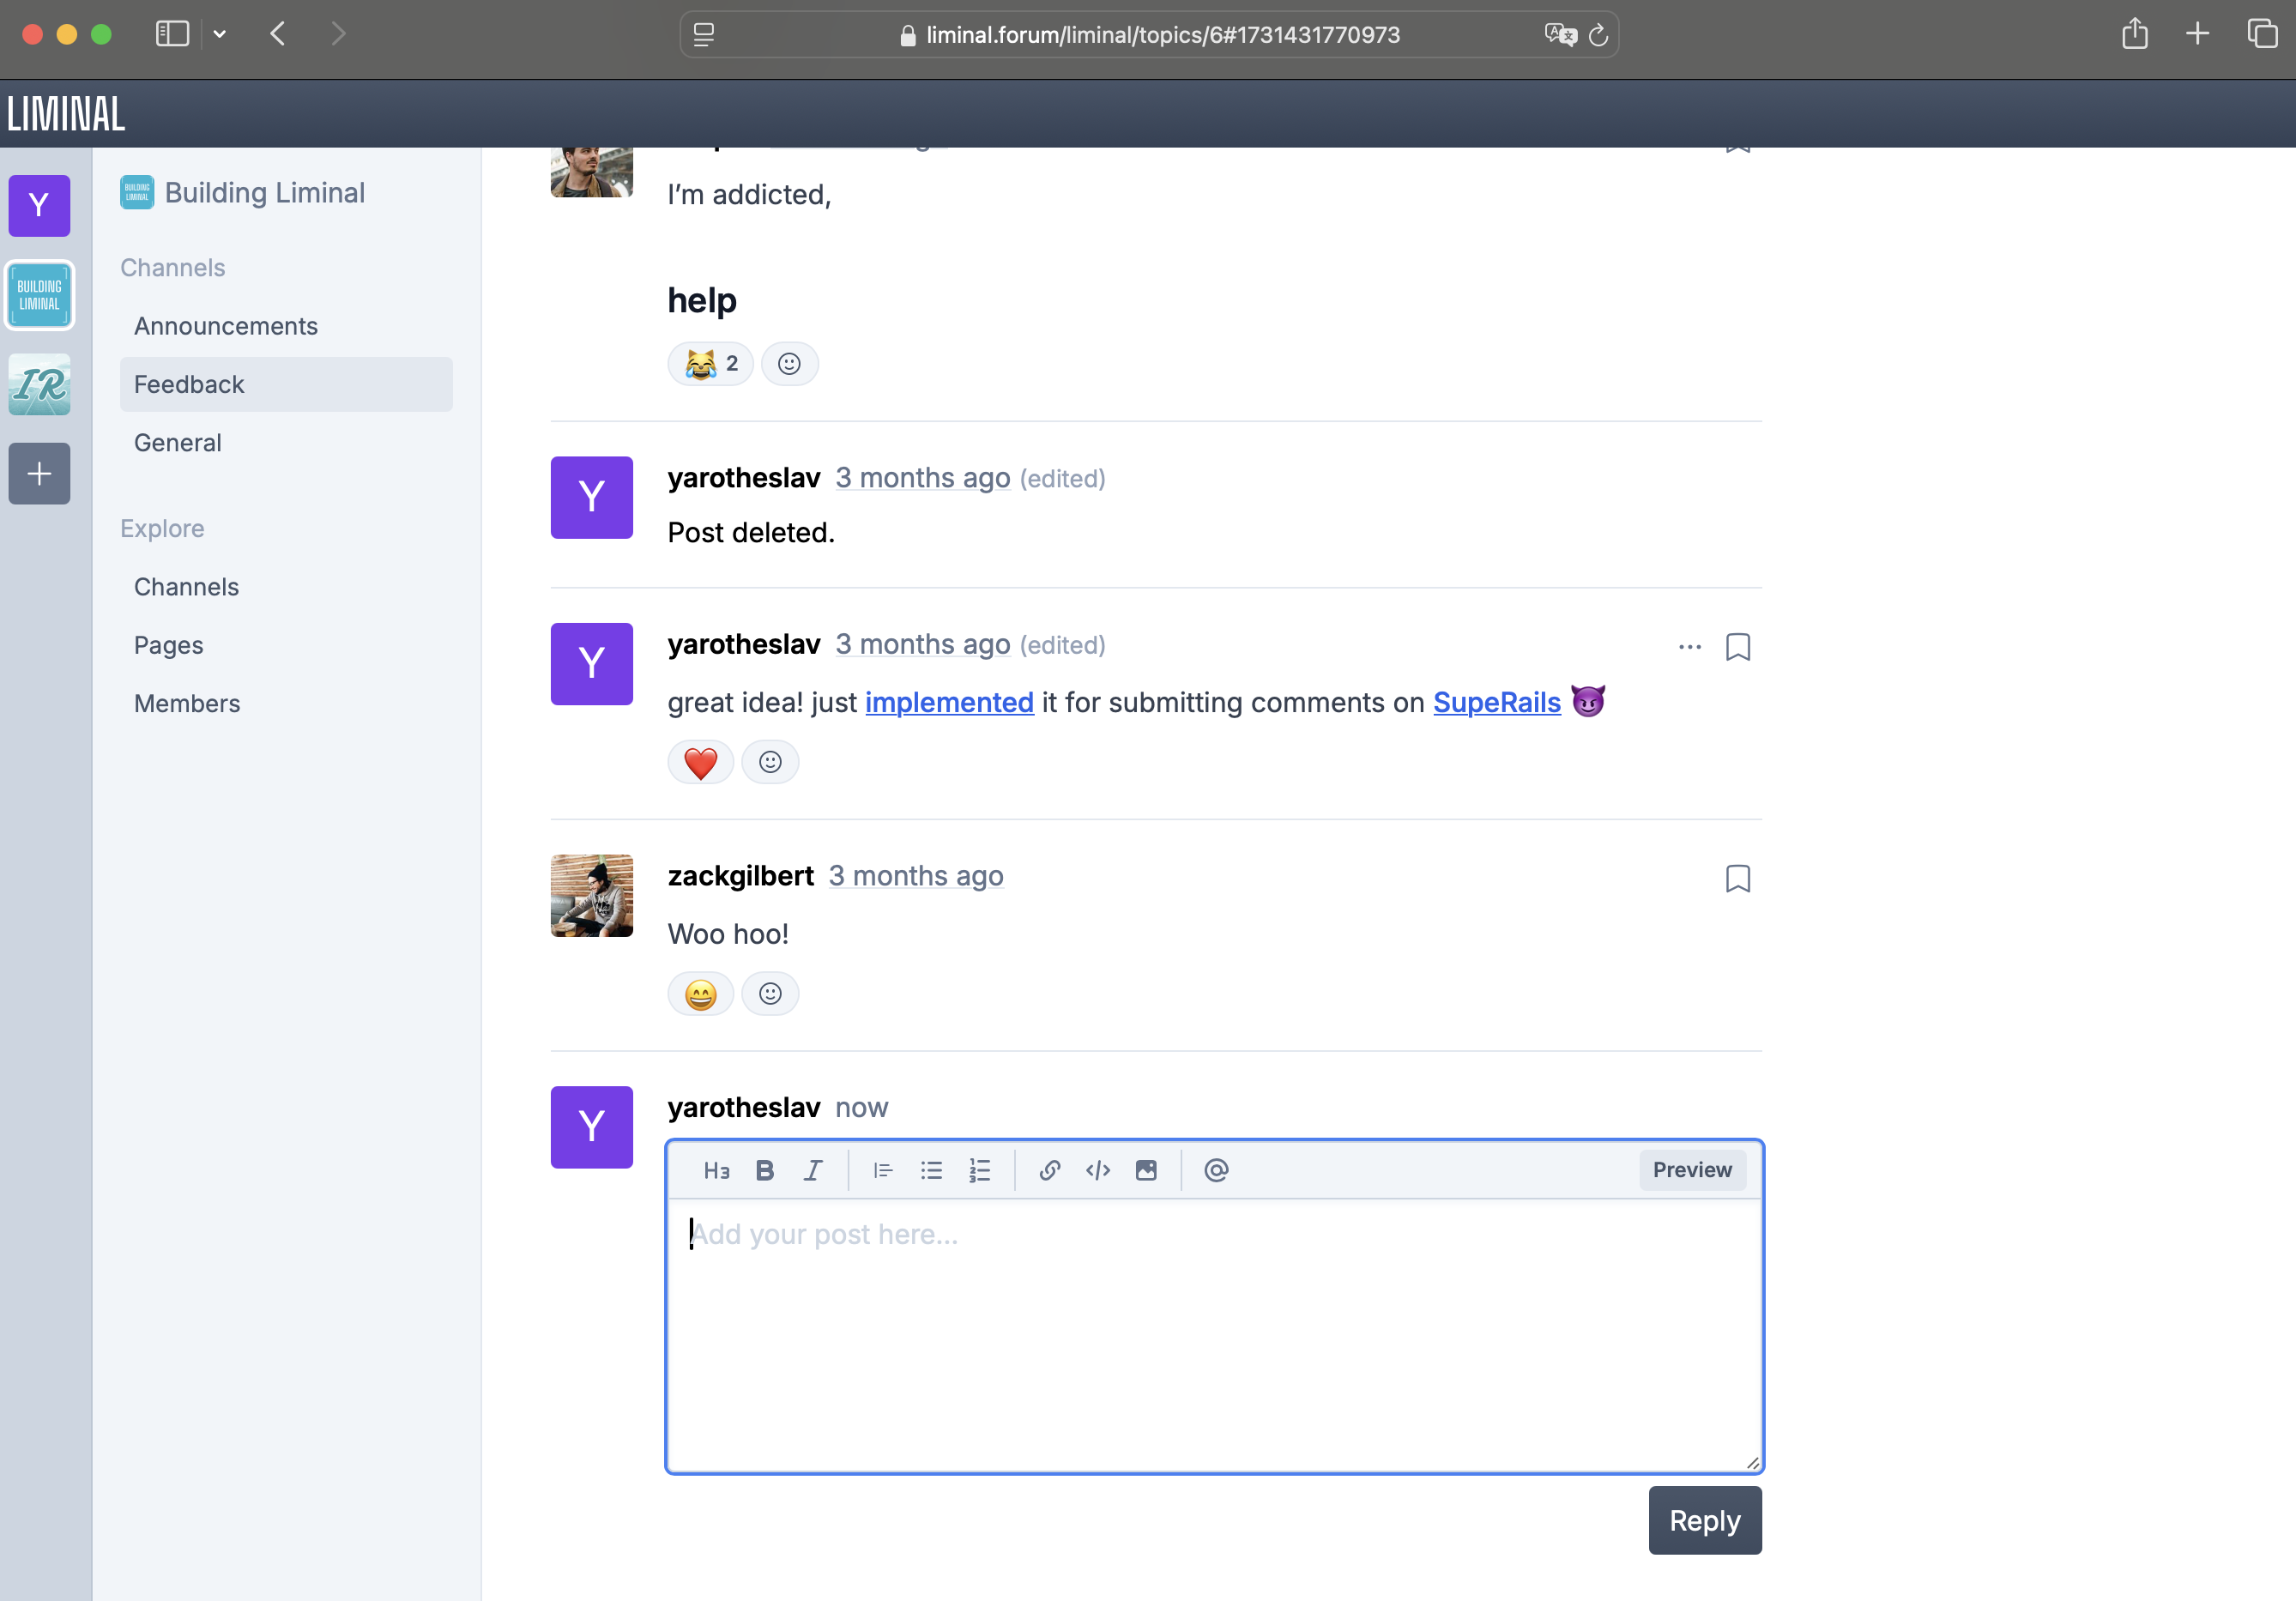 liminal.forum/liminal/topics/6#1731431770973
LIMINAL
Y
BUILDING
LIMINAL
IR
BUILDING
LIMINAL
Building Liminal
Channels
Announcements
Feedback
General
Explore
Channels
Pages
Members
I’m addicted,
help
2
Y
yarotheslav 3 months ago (edited)
Post deleted.
Y
yarotheslav 3 months ago (edited)
great idea! just implemented it for submitting comments on SupeRails 😈
zackgilbert 3 months ago
Woo hoo!
Y
yarotheslav now
H3 B I @ Preview
Add your post here...
Reply